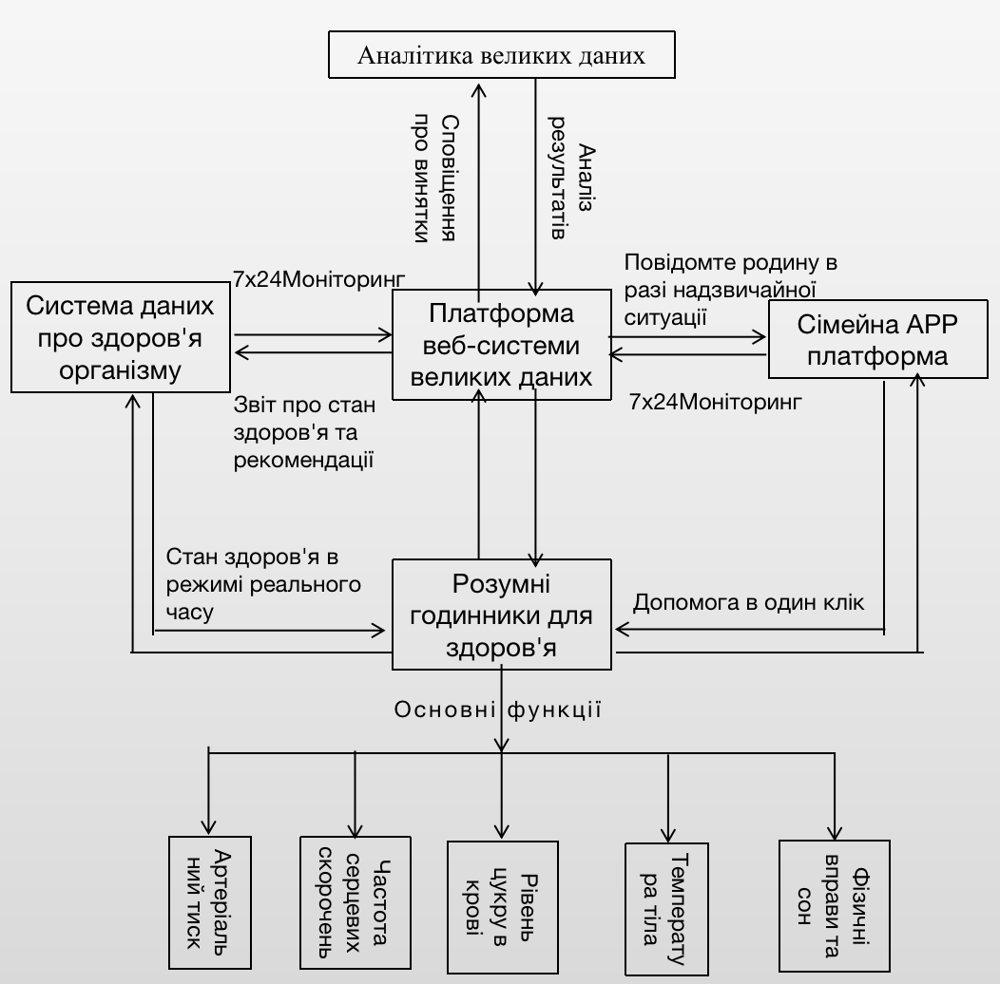 Аналітика великих даних
Сповіщення
про винятки
Аналіз
результатів
7x24Моніторинг
Повідомте родину в
разі надзвичайної
ситуації
Система даних
про здоров'я
організму
Платформа
веб-системи
великих даних
Сімейна APP
платформа
Звіт про стан
здоров'я та
рекомендації
7x24Моніторинг
Стан здоров'я в
режимі реального
часу
Розумні
годинники для
здоров'я
Допомога в один клік
Основні функції
Артеріаль
ний тиск
Частота
серцевих
скорочень
Рівень
цукру в
крові
Температу
ра тіла
Фізичні
вправи та
сон